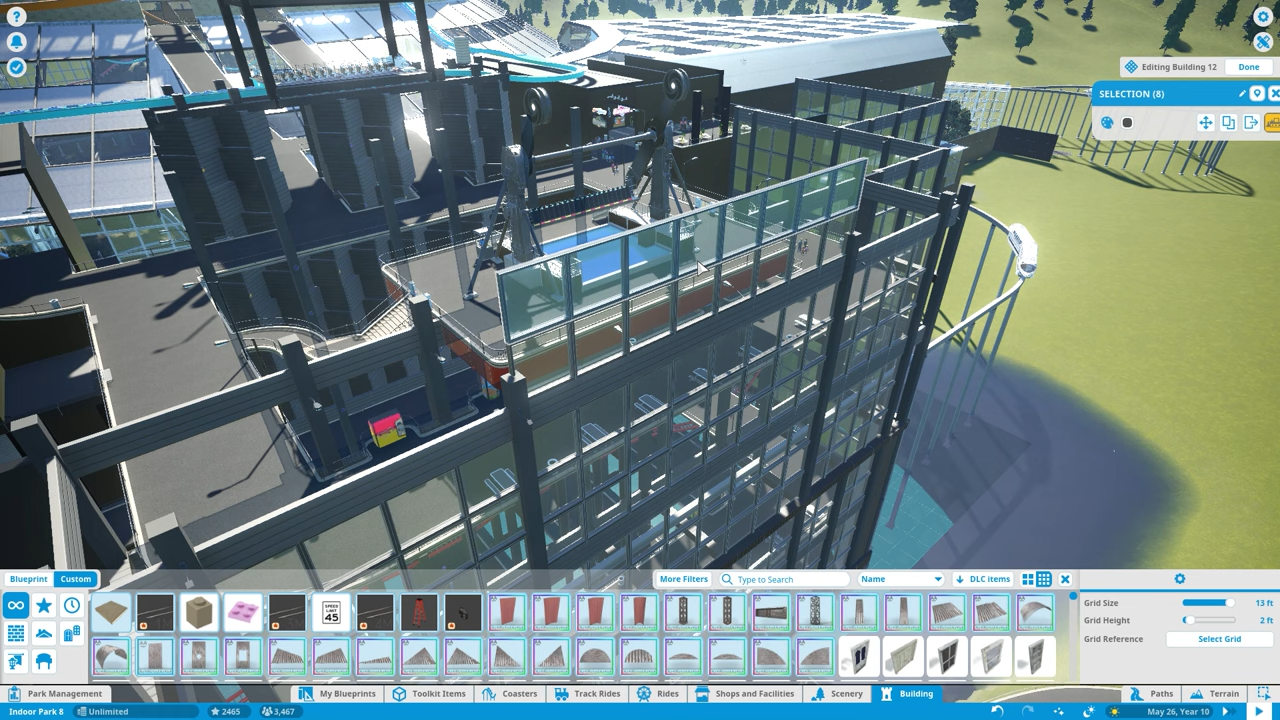 Editing Building 12 Done
SELECTION (8)
Blueprint Custom More Filters Type to Search Name DLC items
SPEED
LIMIT
45
Grid Size 13 ft
Grid Height 2 ft
Grid Reference Select Grid
Park Management My Blueprints Toolkit Items Coasters Track Rides Rides Shops and Facilities Scenery Building Paths Terrain
Indoor Park 8 Unlimited 2465 3,467 May 26, Year 10